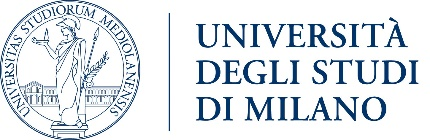 UNIVERSITAS STUDIORUM MEDIOLANENSIS
UNIVERSITÀ
DEGLI STUDI
DI MILANO